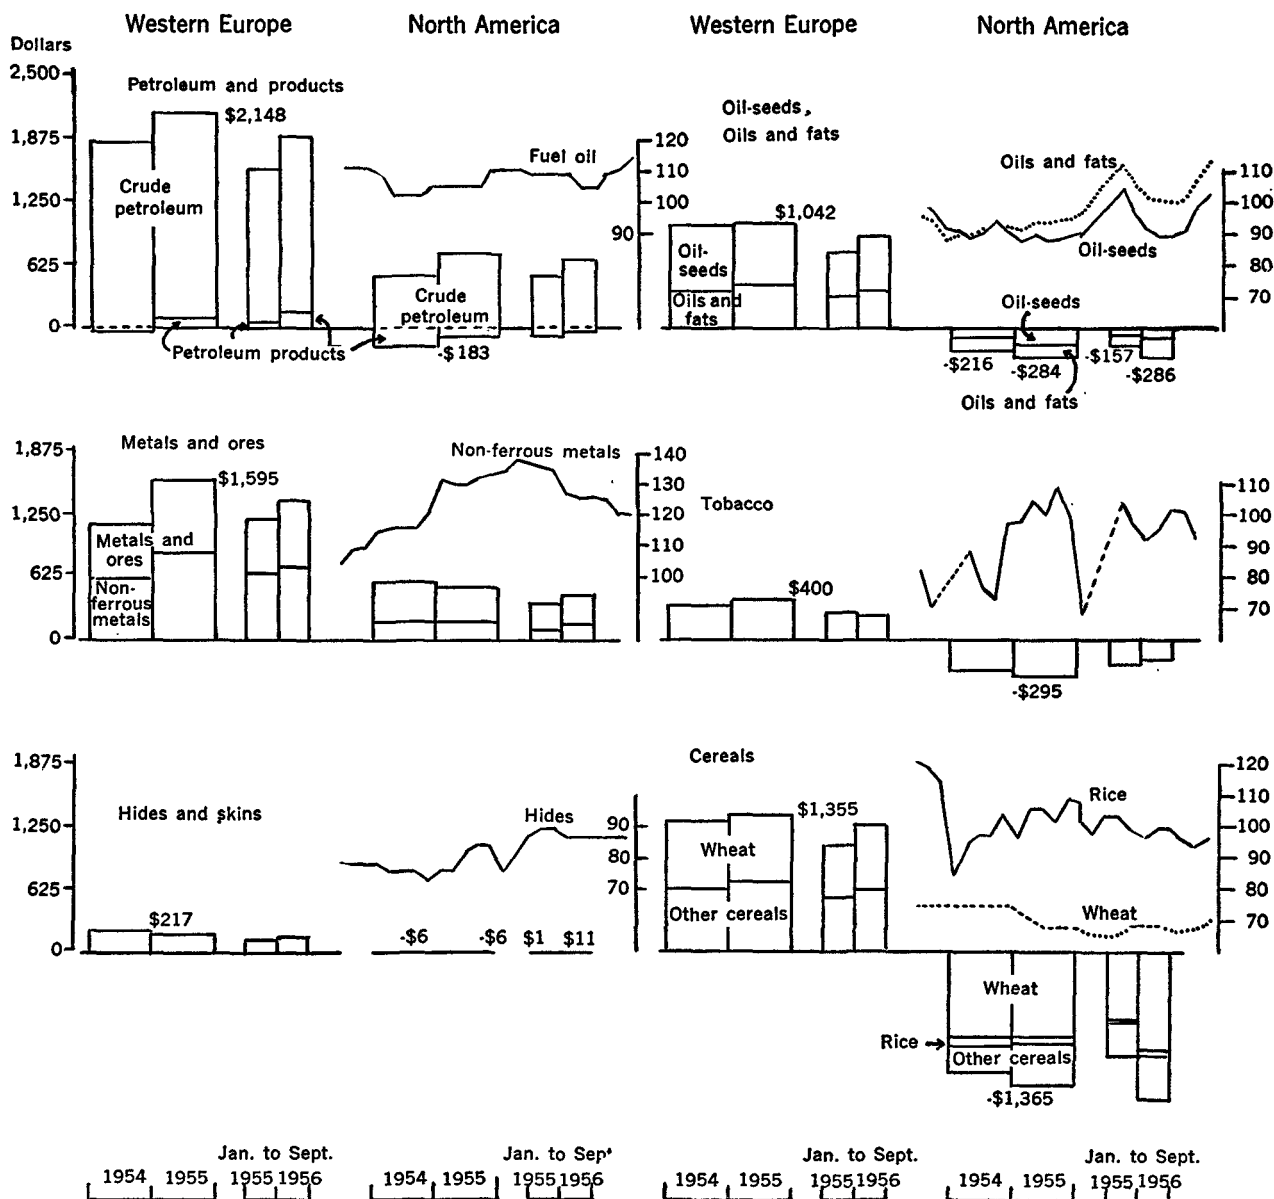 Western Europe
North America
Western Europe
North America
Dollars
2,500
1,875
1,250
625
0
Petroleum and products
$2,148
Crude
petroleum
Petroleum products
Fuel oil
Crude
petroleum
-$183
120
110
100
90
Oil-seeds,
Oils and fats
$1,042
Oil-
seeds
Oils and
fats
Oils and fats
Oil-seeds
Oil-seeds
-$216
-$284
-$157
-$286
Oils and fats
110
100
90
80
70
1,875
1,250
625
0
Metals and ores
$1,595
Metals and
ores
Non-
ferrous
metals
Non-ferrous metals
140
130
120
110
100
Tobacco
$400
-$295
110
100
90
80
70
1,875
1,250
625
0
Hides and skins
$217
Hides
-$6
-$6
$1
$11
90
80
70
Cereals
$1,355
Wheat
Other cereals
Rice
Wheat
120
110
100
90
80
70
Wheat
Rice
Other cereals
-$1,365
Jan. to Sept.
1954 1955 1955 1956
Jan. to Sep
1954 1955 1955 1956
Jan. to Sept.
1954 1955 1955 1956
Jan. to Sept.
1954 1955 1955 1956